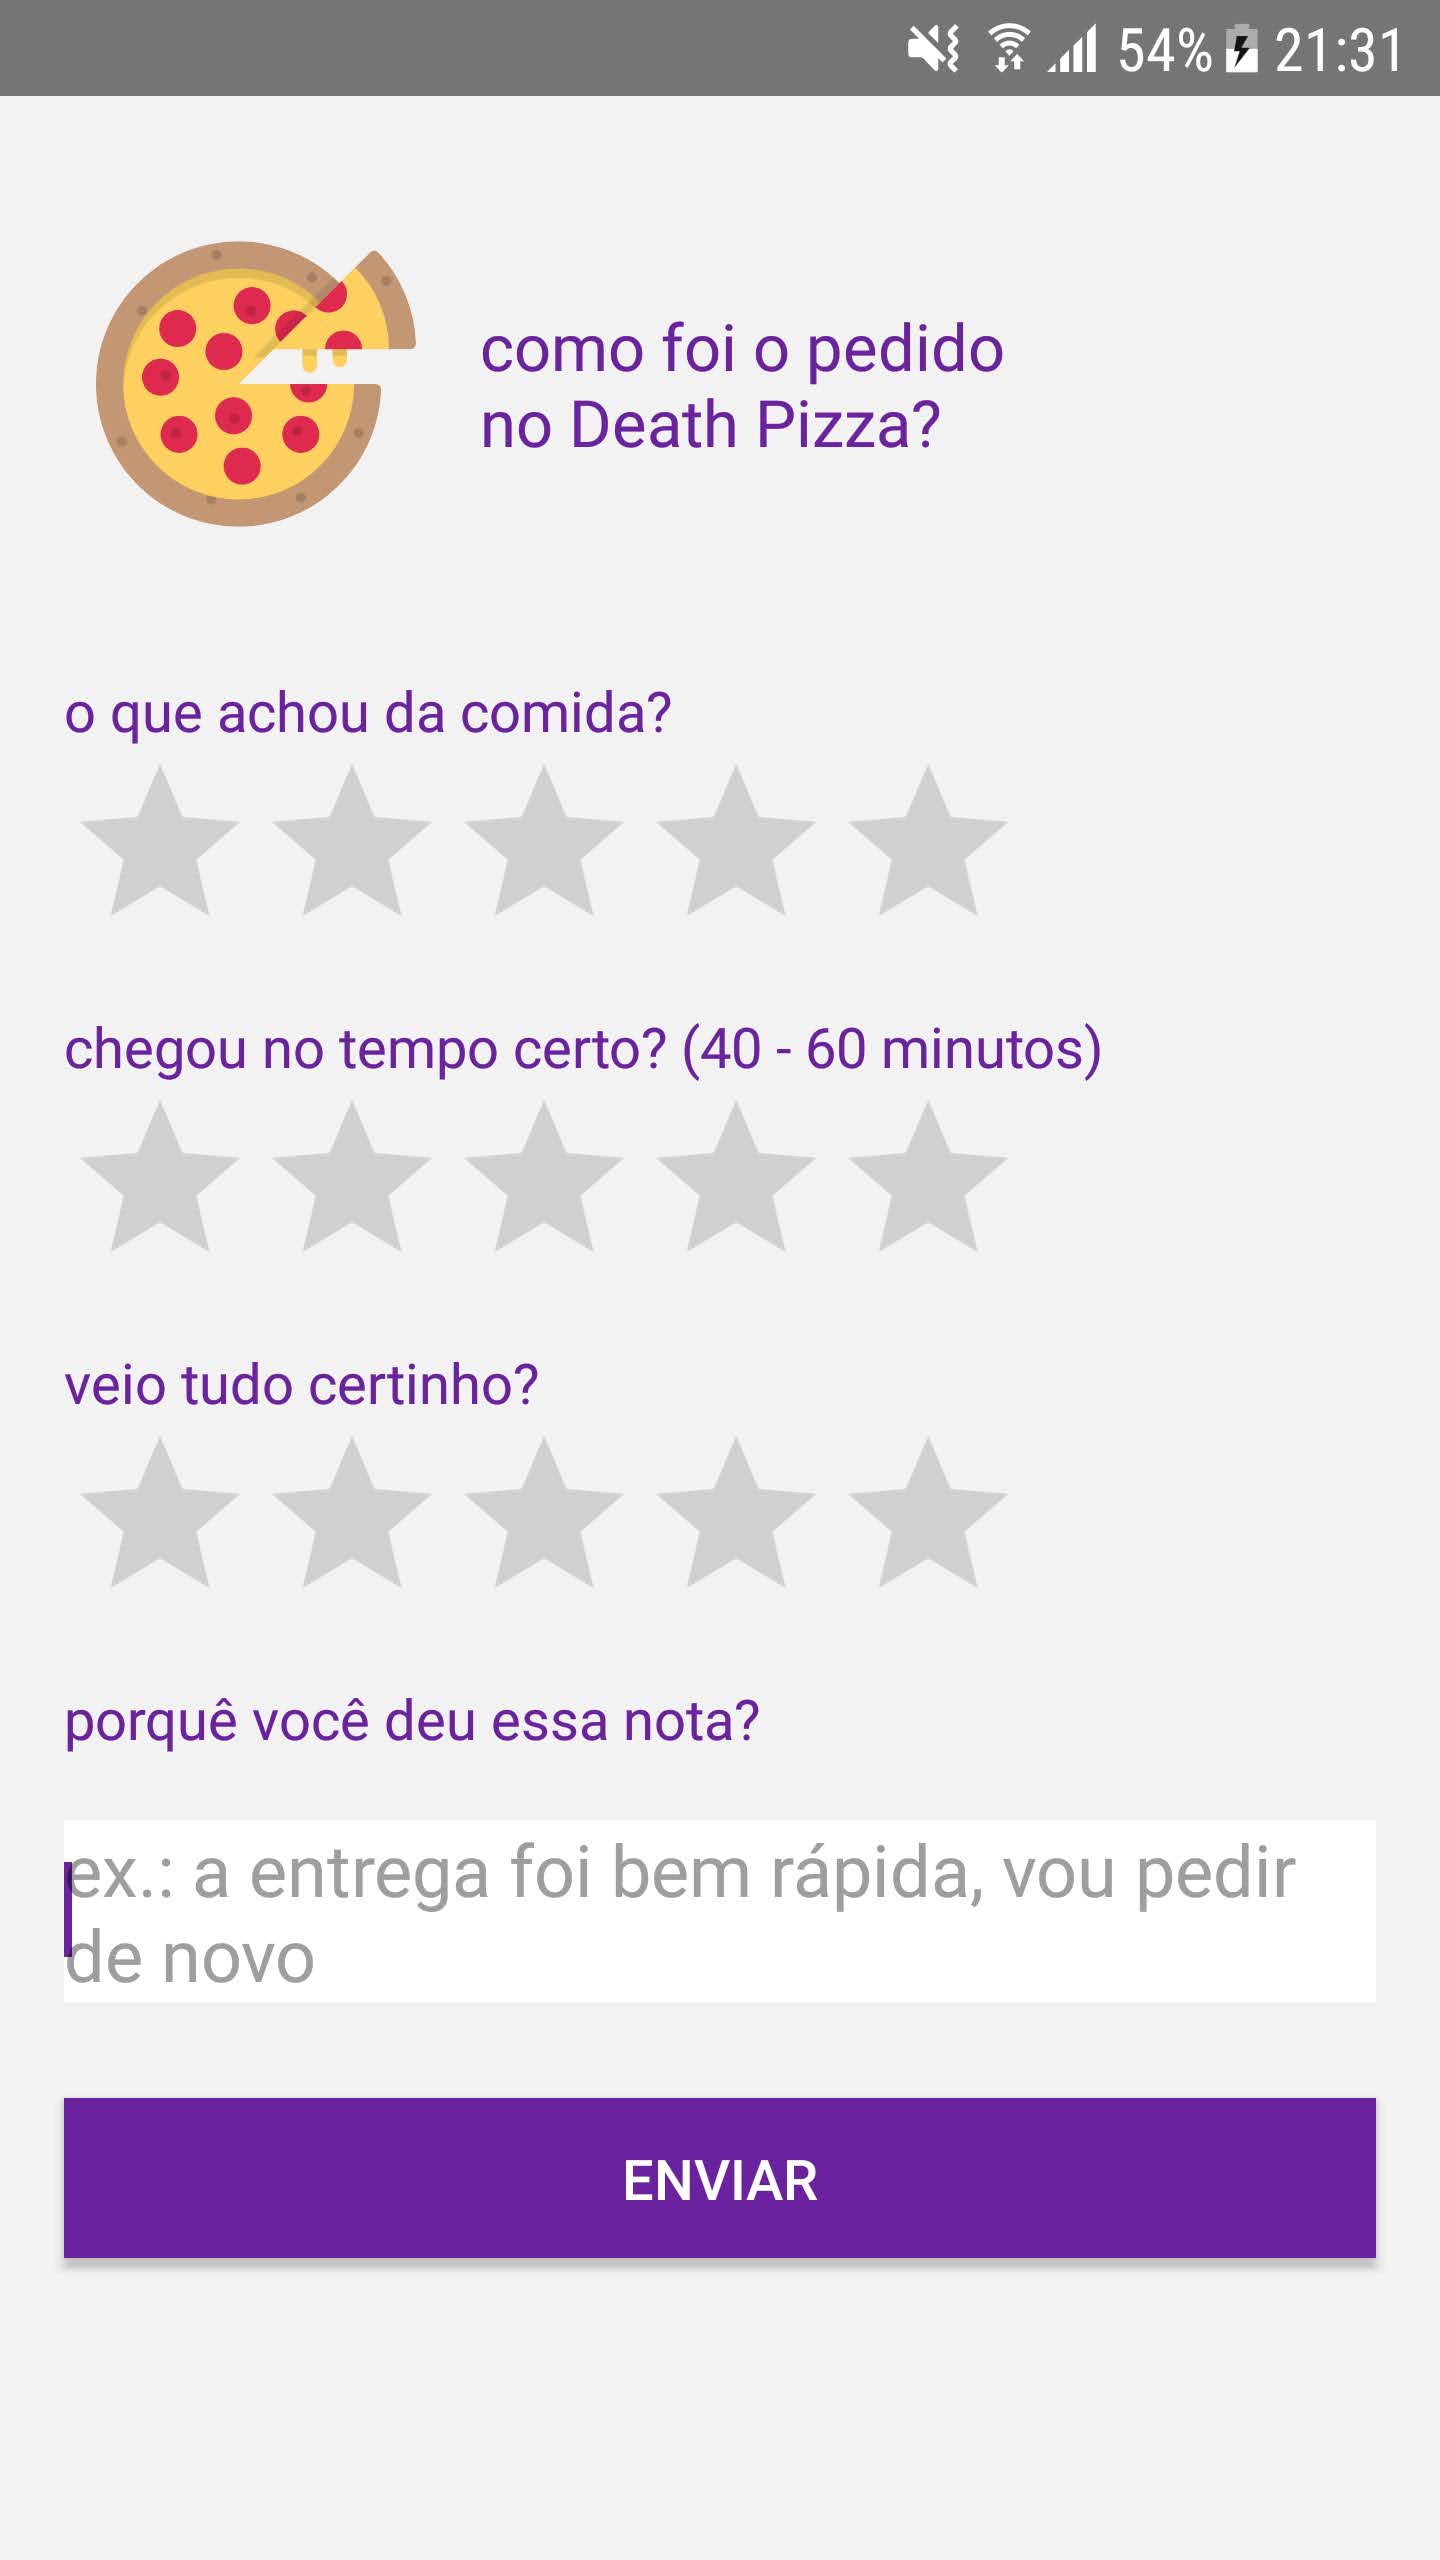 54% 21:31
como foi o pedido
no Death Pizza?
o que achou da comida?
chegou no tempo certo? (40 - 60 minutos)
veio tudo certinho?
porquê você deu essa nota?
ex.: a entrega foi bem rápida, vou pedir
de novo
ENVIAR